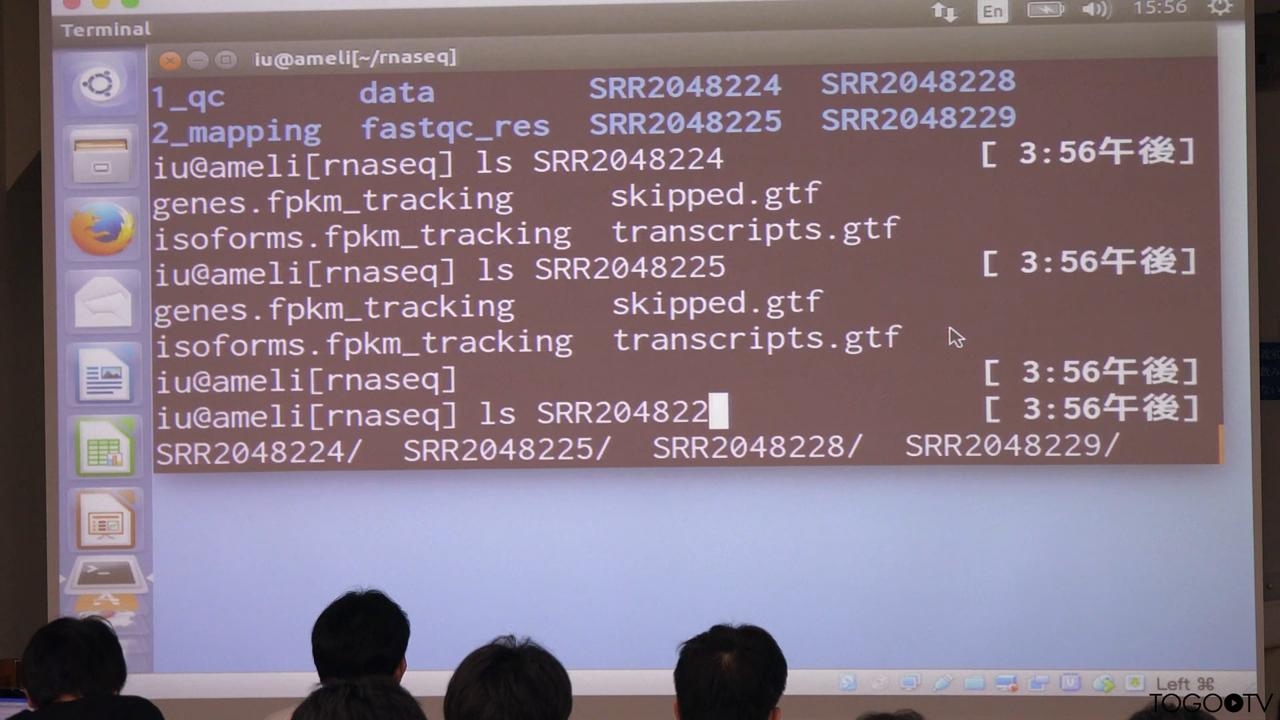 En 15:56
Terminal
iu@ameli[~/rnaseq]
1_qc data SRR2048224 SRR2048228
2_mapping fastqc_res SRR2048225 SRR2048229
iu@ameli[rnaseq] ls SRR2048224 [ 3:56午後]
genes.fpkm_tracking skipped.gtf
isoforms.fpkm_tracking transcripts.gtf
iu@ameli[rnaseq] ls SRR2048225 [ 3:56午後]
genes.fpkm_tracking skipped.gtf
isoforms.fpkm_tracking transcripts.gtf
iu@ameli[rnaseq] [ 3:56午後]
iu@ameli[rnaseq] ls SRR204822 [ 3:56午後]
SRR2048224/ SRR2048225/ SRR2048228/ SRR2048229/
Left ⌘
TOGOTV